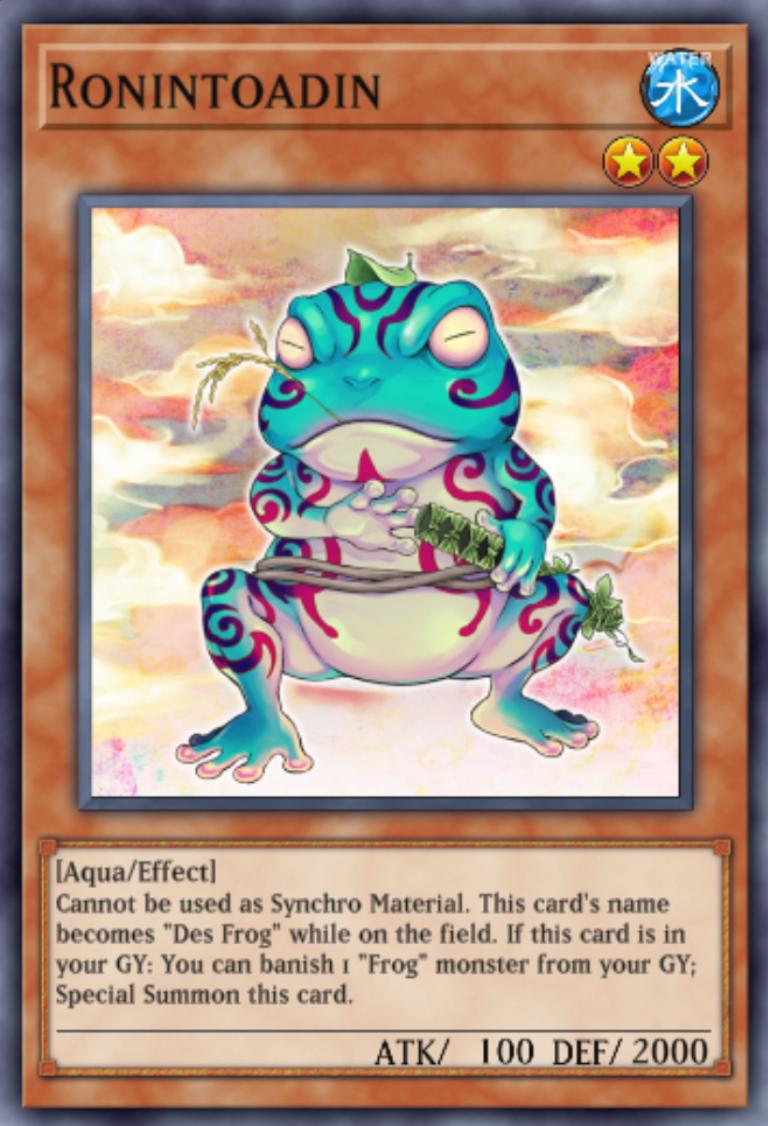 RONINTOADIN
WATER
水
[Aqua/Effect]
Cannot be used as Synchro Material. This card's name
becomes "Des Frog" while on the field. If this card is in
your GY: You can banish 1 "Frog" monster from your GY;
Special Summon this card.
ATK/ 100 DEF/ 2000